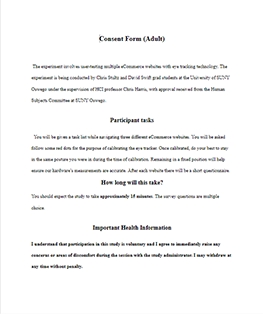 Consent Form (Adult)
The experiment involves user-testing multiple eCommerce websites with eye tracking technology. The
experiment is being conducted by Chris Stultz and David Swift grad students at the University of SUNY
Oswego under the supervision of HCI professor Chris Harris, with approval received from the Human
Subjects Committee at SUNY Oswego.
Participant tasks
You will be given a task list while navigating three different eCommerce websites. You will be asked
follow some red dots for the purpose of calibrating the eye tracker. Once calibrated, do your best to stay
in the same posture you were in during the time of calibration. Remaining in a fixed position will help
ensure our hardware's measurements are accurate. After each website there will be a short questionnaire.
How long will this take?
You should expect the study to take approximately 15 minutes. The survey questions are multiple
choice.
Important Health Information
I understand that participation in this study is voluntary and I agree to immediately raise any
concerns or areas of discomfort during the session with the study administrator. I may withdraw at
any time without penalty.